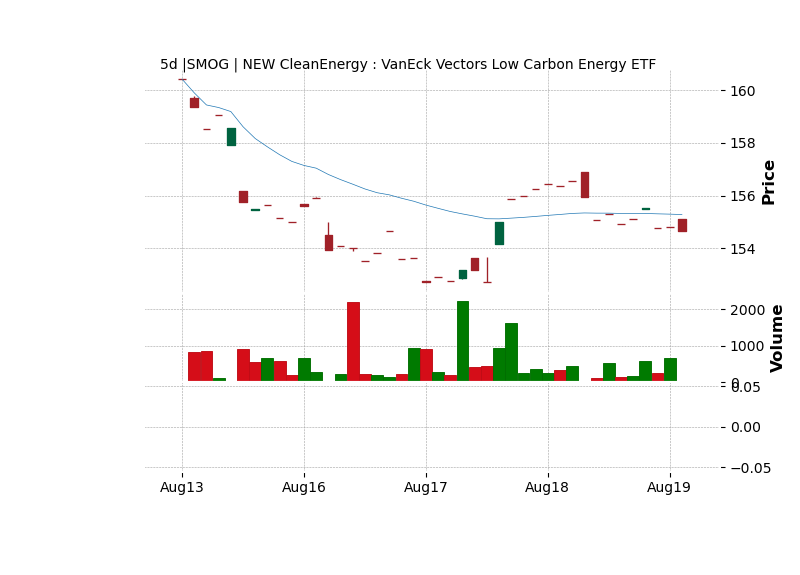 5d |SMOG | NEW CleanEnergy : VanEck Vectors Low Carbon Energy ETF
160
158
156
154
Price
2000
1000
0
Volume
0.05
0.00
−0.05
Aug13 Aug16 Aug17 Aug18 Aug19